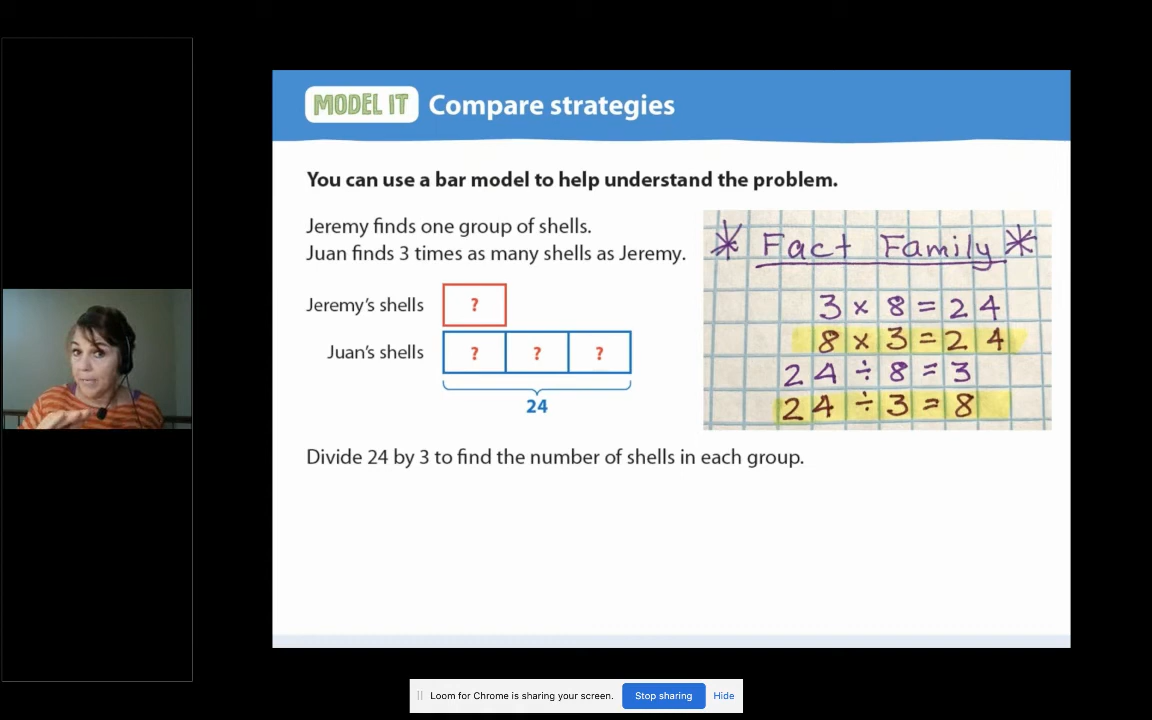 MODEL IT Compare strategies
You can use a bar model to help understand the problem.
Jeremy finds one group of shells.
Juan finds 3 times as many shells as Jeremy.
Jeremy's shells ?
Juan's shells ? ? ?
24
Divide 24 by 3 to find the number of shells in each group.
* Fact Family *
3 × 8 = 24
8 × 3 = 24
24 ÷ 8 = 3
24 ÷ 3 = 8
Loom for Chrome is sharing your screen. Stop sharing Hide